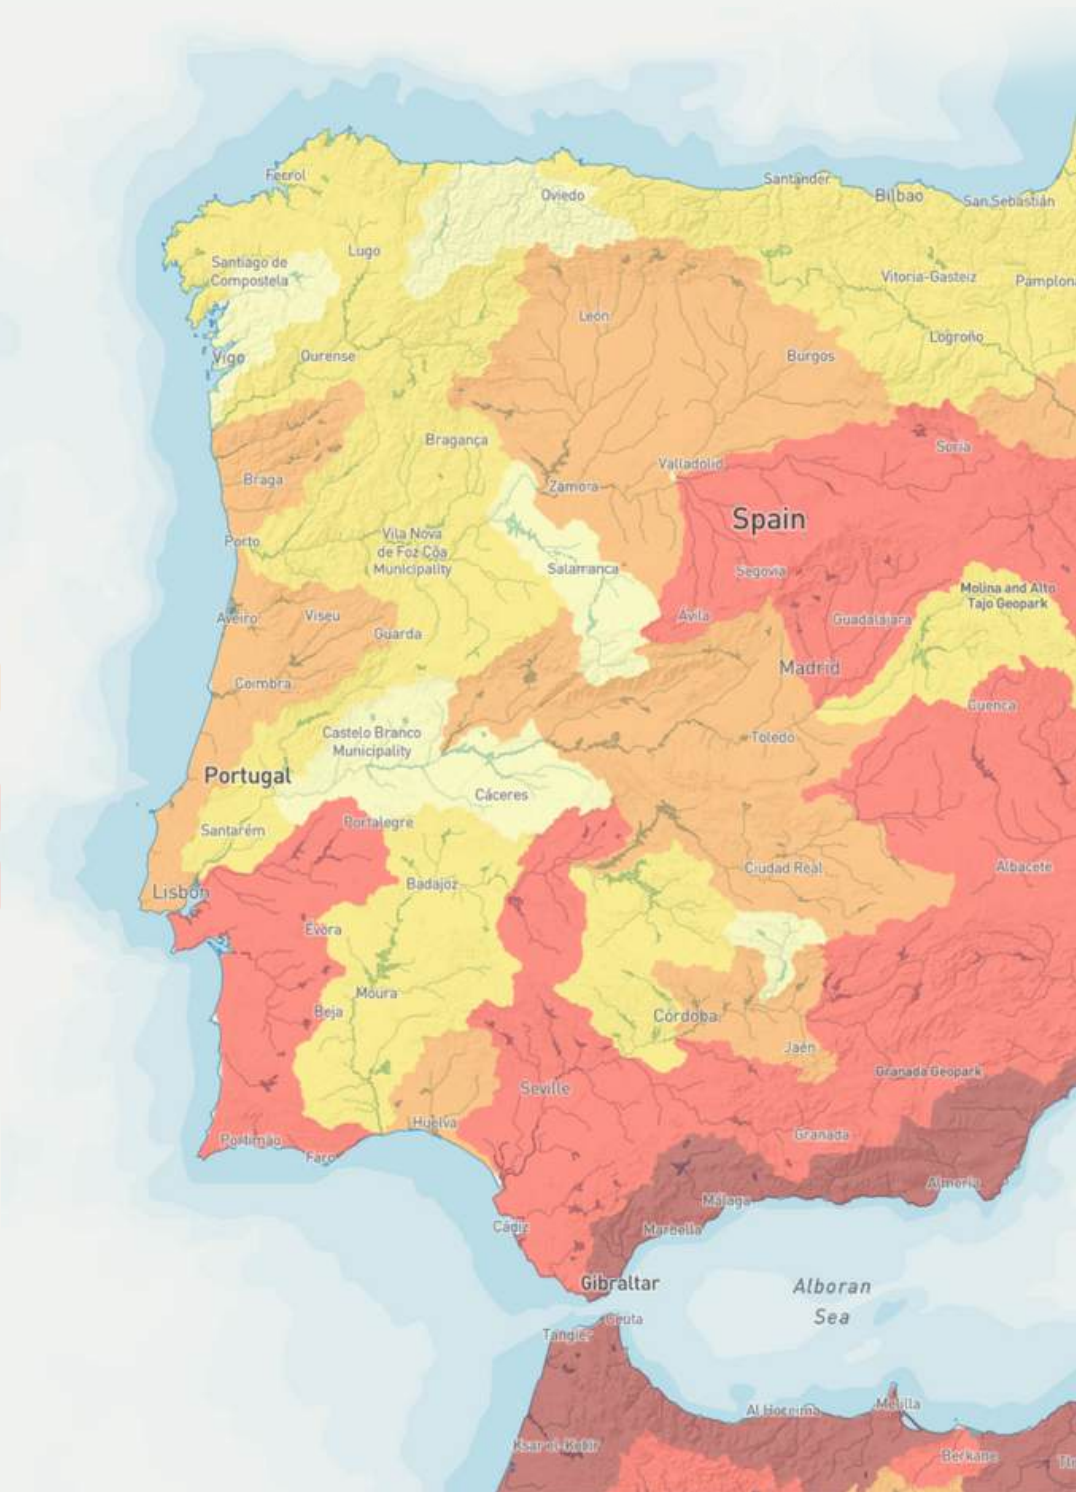 Ferrol
Oviedo
Santander
Bilbao
San Sebastián
Lugo
Santiago de
Compostela
Vitoria-Gasteiz
Pamplon
León
Logroño
Vigo
Ourense
Burgos
Bragança
Soria
Valladolid
Braga
Zamora
Spain
Porto
Vila Nova
de Foz Côa
Municipality
Salamanca
Segovia
Molina and Alto
Tajo Geopark
Aveiro
Viseu
Ávila
Guadalajara
Guarda
Madrid
Coimbra
Cuenca
Castelo Branco
Municipality
Toledo
Portugal
Cáceres
Santarém
Portalegre
Ciudad Real
Albacete
Lisbon
Badajoz
Évora
Moura
Beja
Córdoba
Jaén
Granada Geopark
Seville
Huelva
Portimão
Granada
Faro
Almería
Málaga
Cádiz
Marbella
Gibraltar
Alboran
Sea
Ceuta
Tangier
Al Hoceima
Melilla
Ksar el-Kebir
Berkane